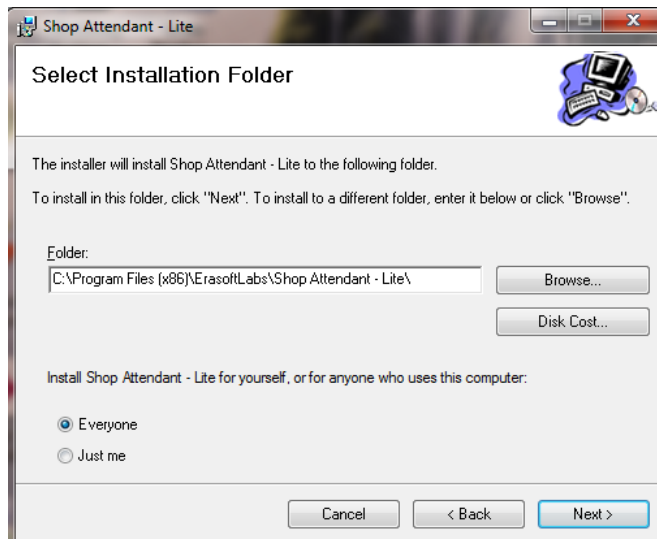 Shop Attendant - Lite
Select Installation Folder
The installer will install Shop Attendant - Lite to the following folder.
To install in this folder, click "Next". To install to a different folder, enter it below or click "Browse".
Folder:
C:\Program Files (x86)\ErasoftLabs\Shop Attendant - Lite\
Browse...
Disk Cost...
Install Shop Attendant - Lite for yourself, or for anyone who uses this computer:
Everyone
Just me
Cancel
< Back
Next >